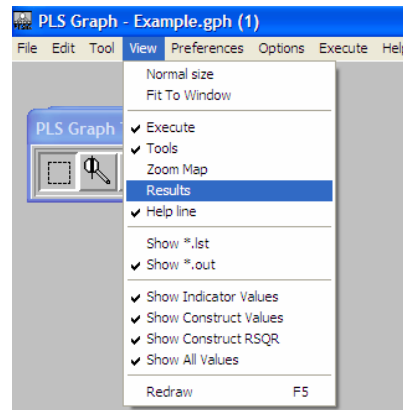 PLS Graph - Example.gph (1)
File Edit Tool View Preferences Options Execute Help
Normal size
Fit To Window
PLS Graph
Execute
Tools
Zoom Map
Results
Help line
Show *.lst
Show *.out
Show Indicator Values
Show Construct Values
Show Construct RSQR
Show All Values
Redraw F5